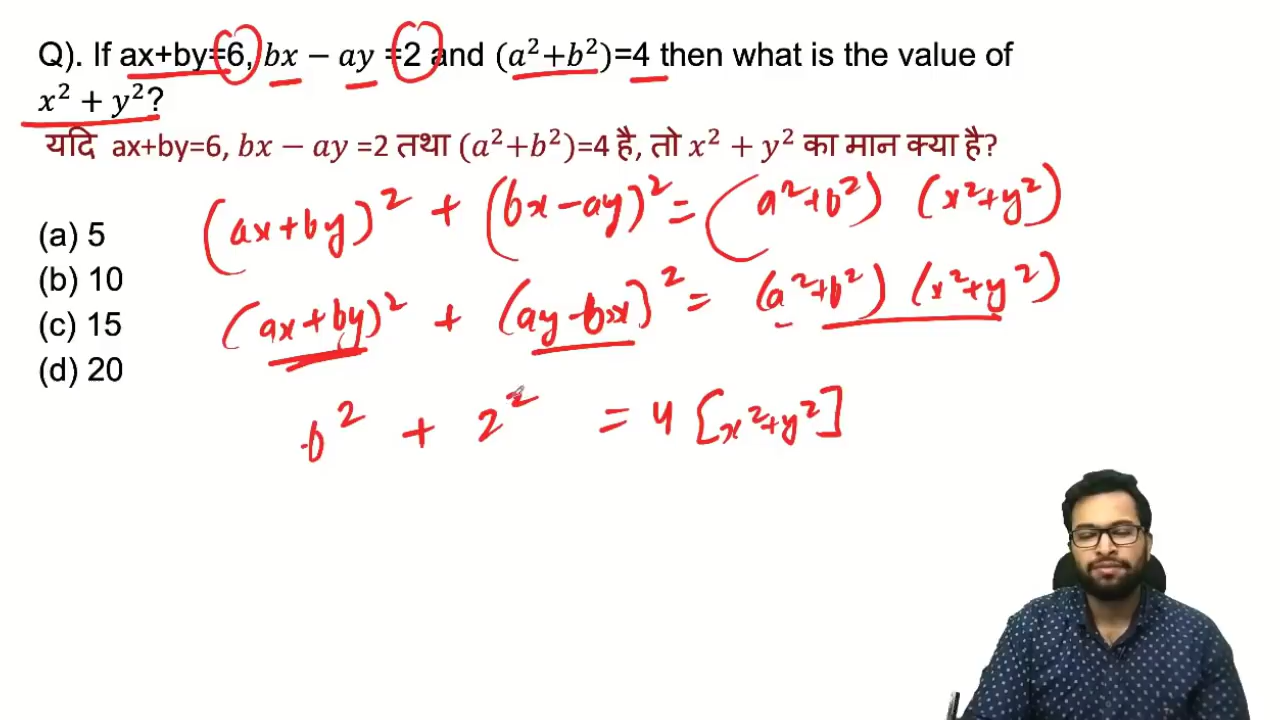 Q). If ax+by=6, bx − ay =2 and (a²+b²)=4 then what is the value of
x² + y²?
यदि ax+by=6, bx − ay =2 तथा (a²+b²)=4 है, तो x² + y² का मान क्या है?
(ax+by)² + (bx-ay)² = (a²+b²) (x²+y²)
(a) 5
(b) 10
(ax+by)² + (ay-bx)² = (a²+b²) (x²+y²)
(c) 15
(d) 20
6² + 2² = 4 [x²+y²]